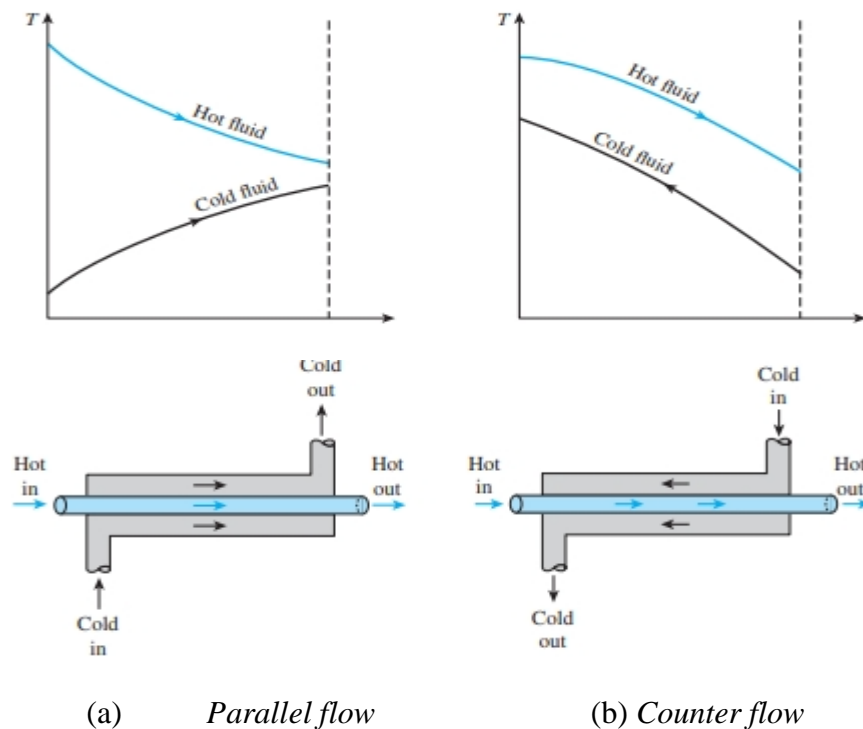 T
Hot fluid
Cold fluid
T
Hot fluid
Cold fluid
Cold
out
Hot
in
Hot
out
Cold
in
Cold
in
Hot
in
Hot
out
Cold
out
(a) Parallel flow
(b) Counter flow